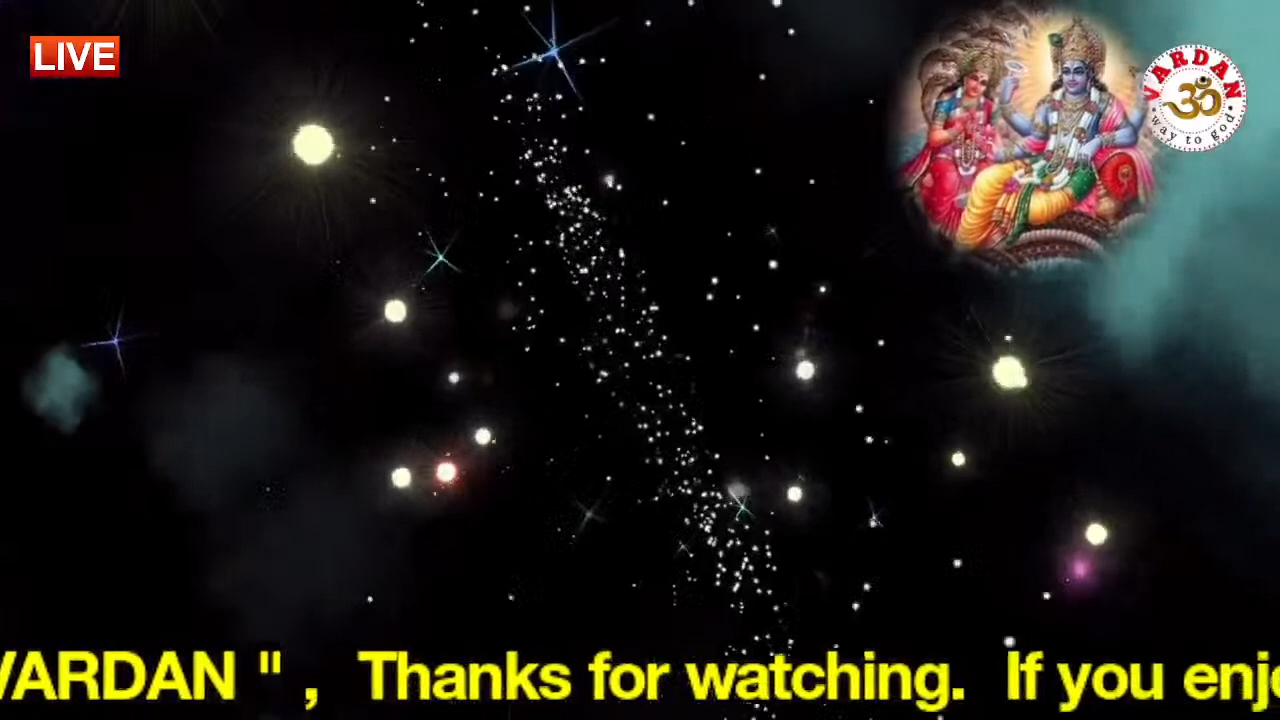 LIVE
VARDAN
ॐ
way to god
VARDAN " ,  Thanks for watching.  If you enj